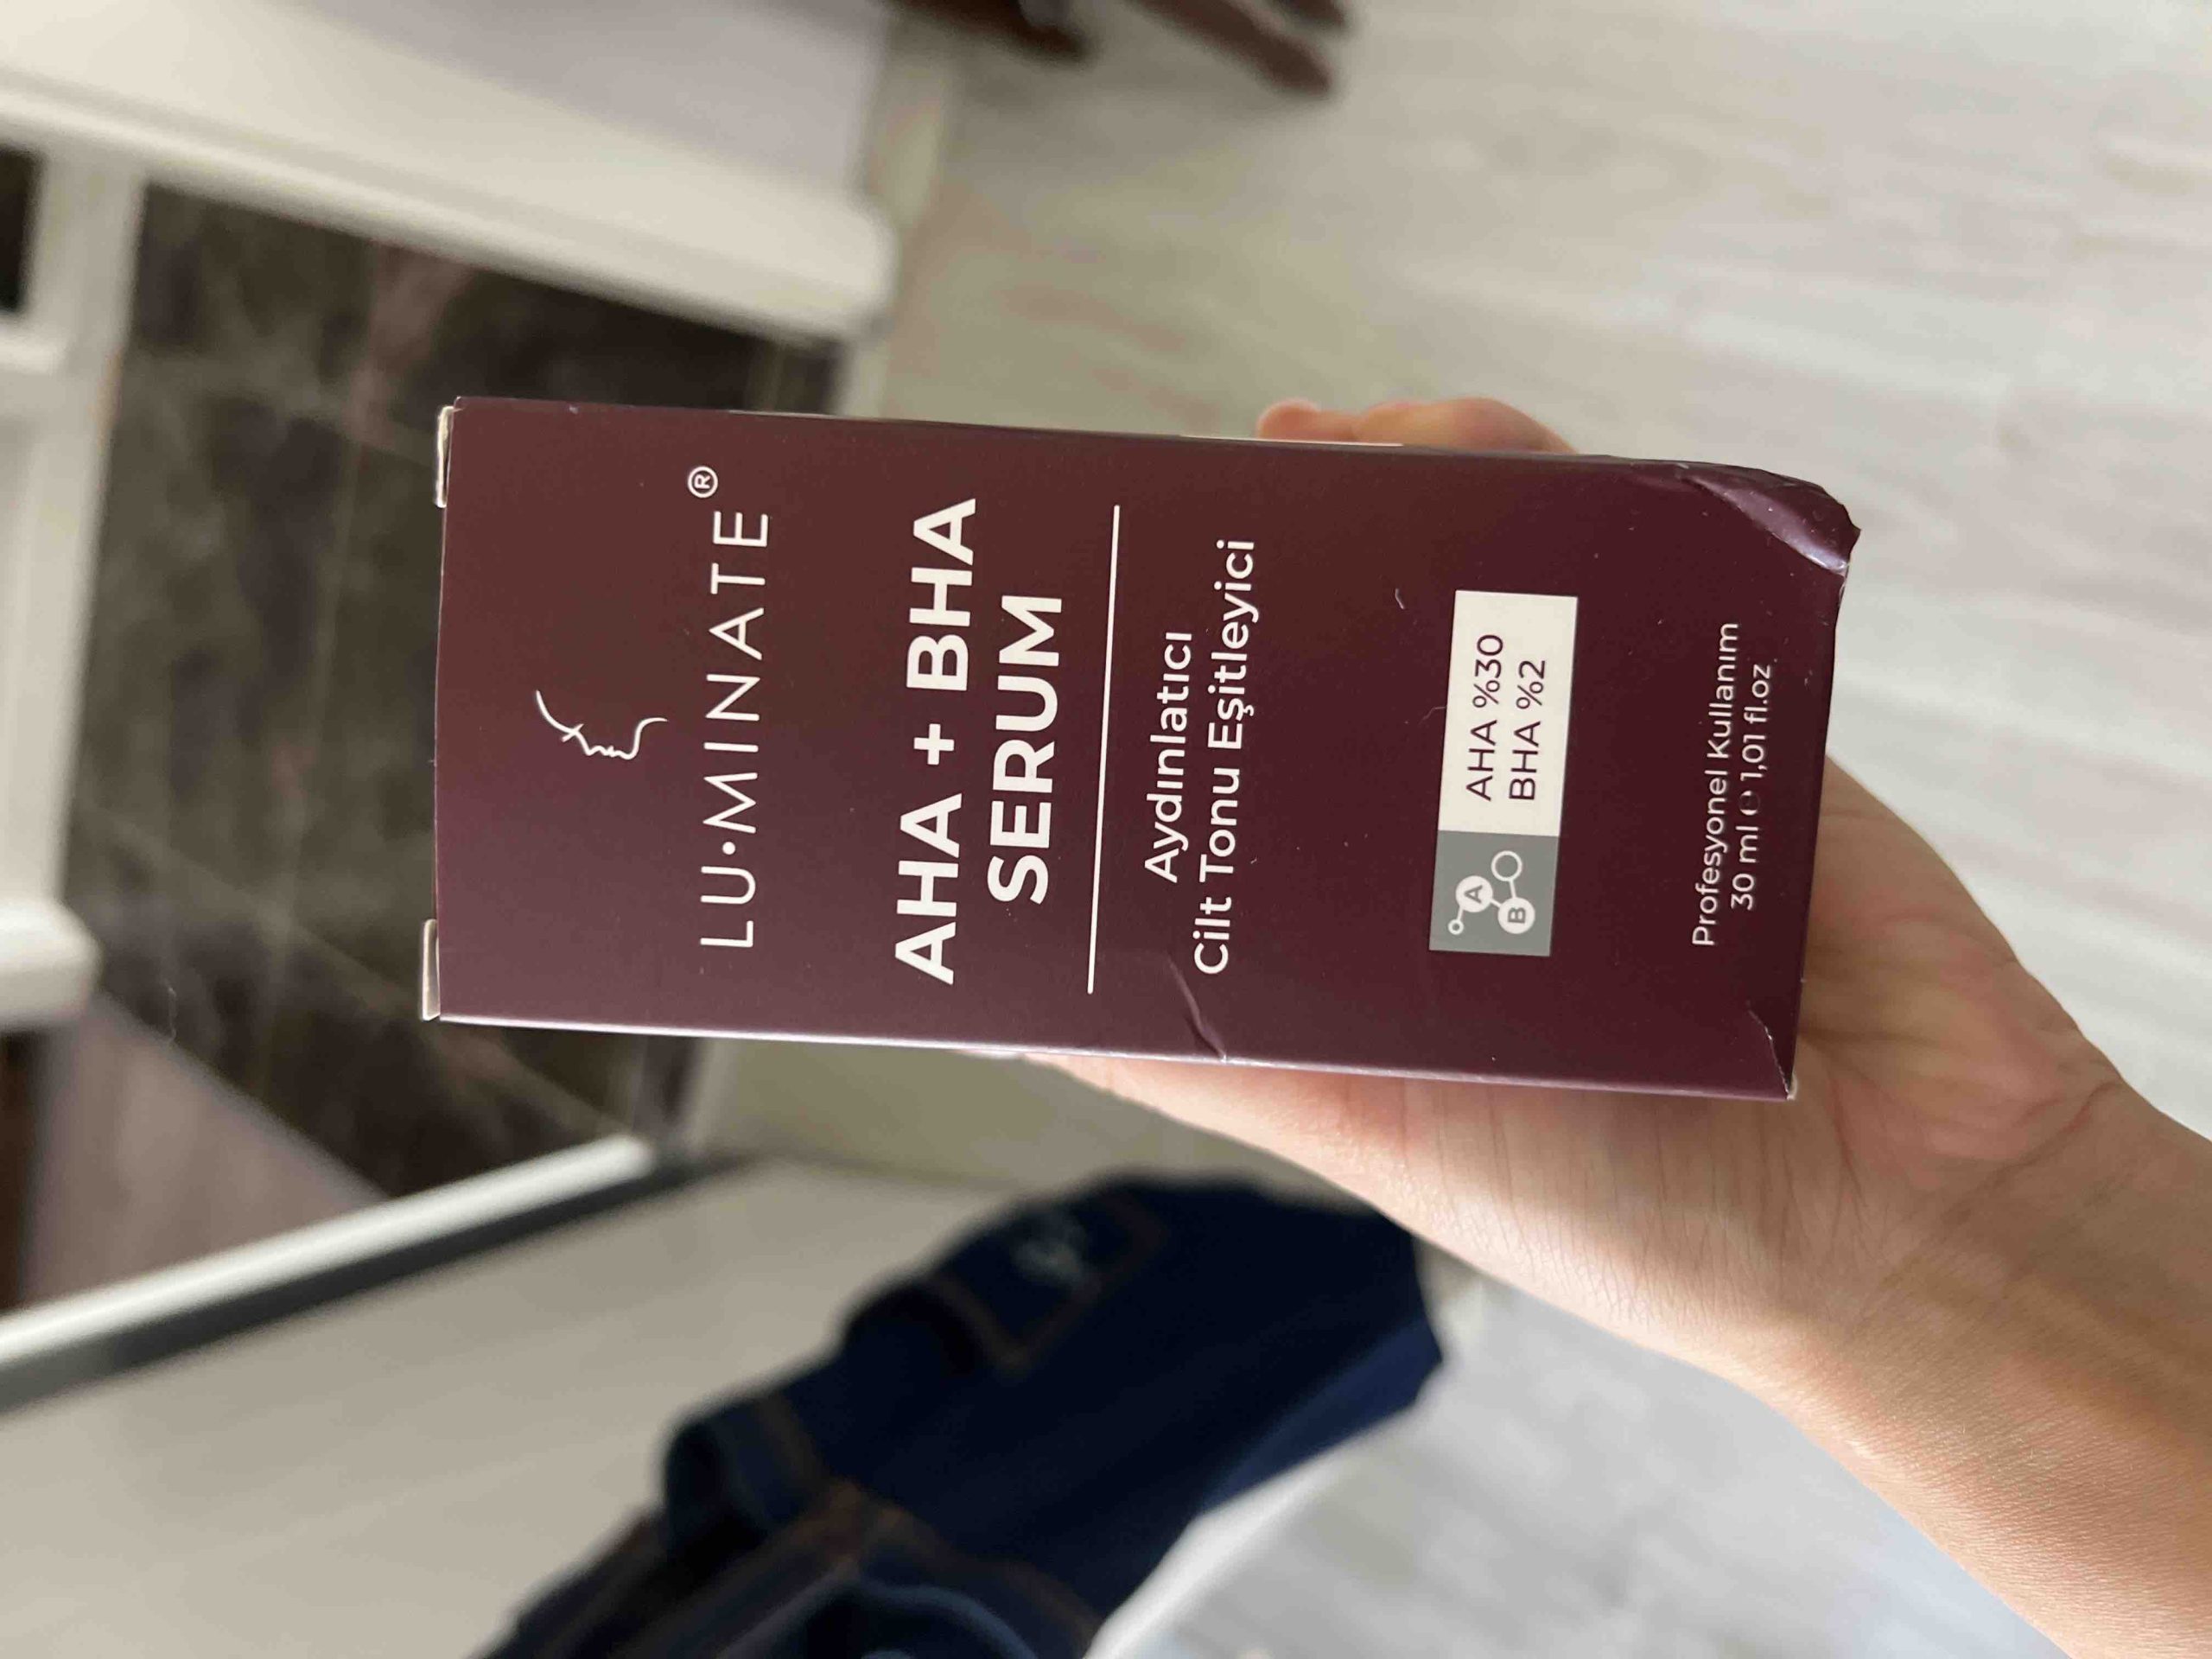 LU•MINATE®
AHA + BHA
SERUM
Aydınlatıcı
Cilt Tonu Eşitleyici
A
B
AHA %30
BHA %2
Profesyonel Kullanım
30 ml ℮ 1,01 fl.oz